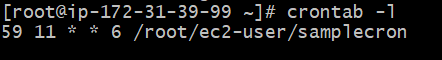 [root@ip-172-31-39-99 ~]# crontab -l
59 11 * * 6 /root/ec2-user/samplecron